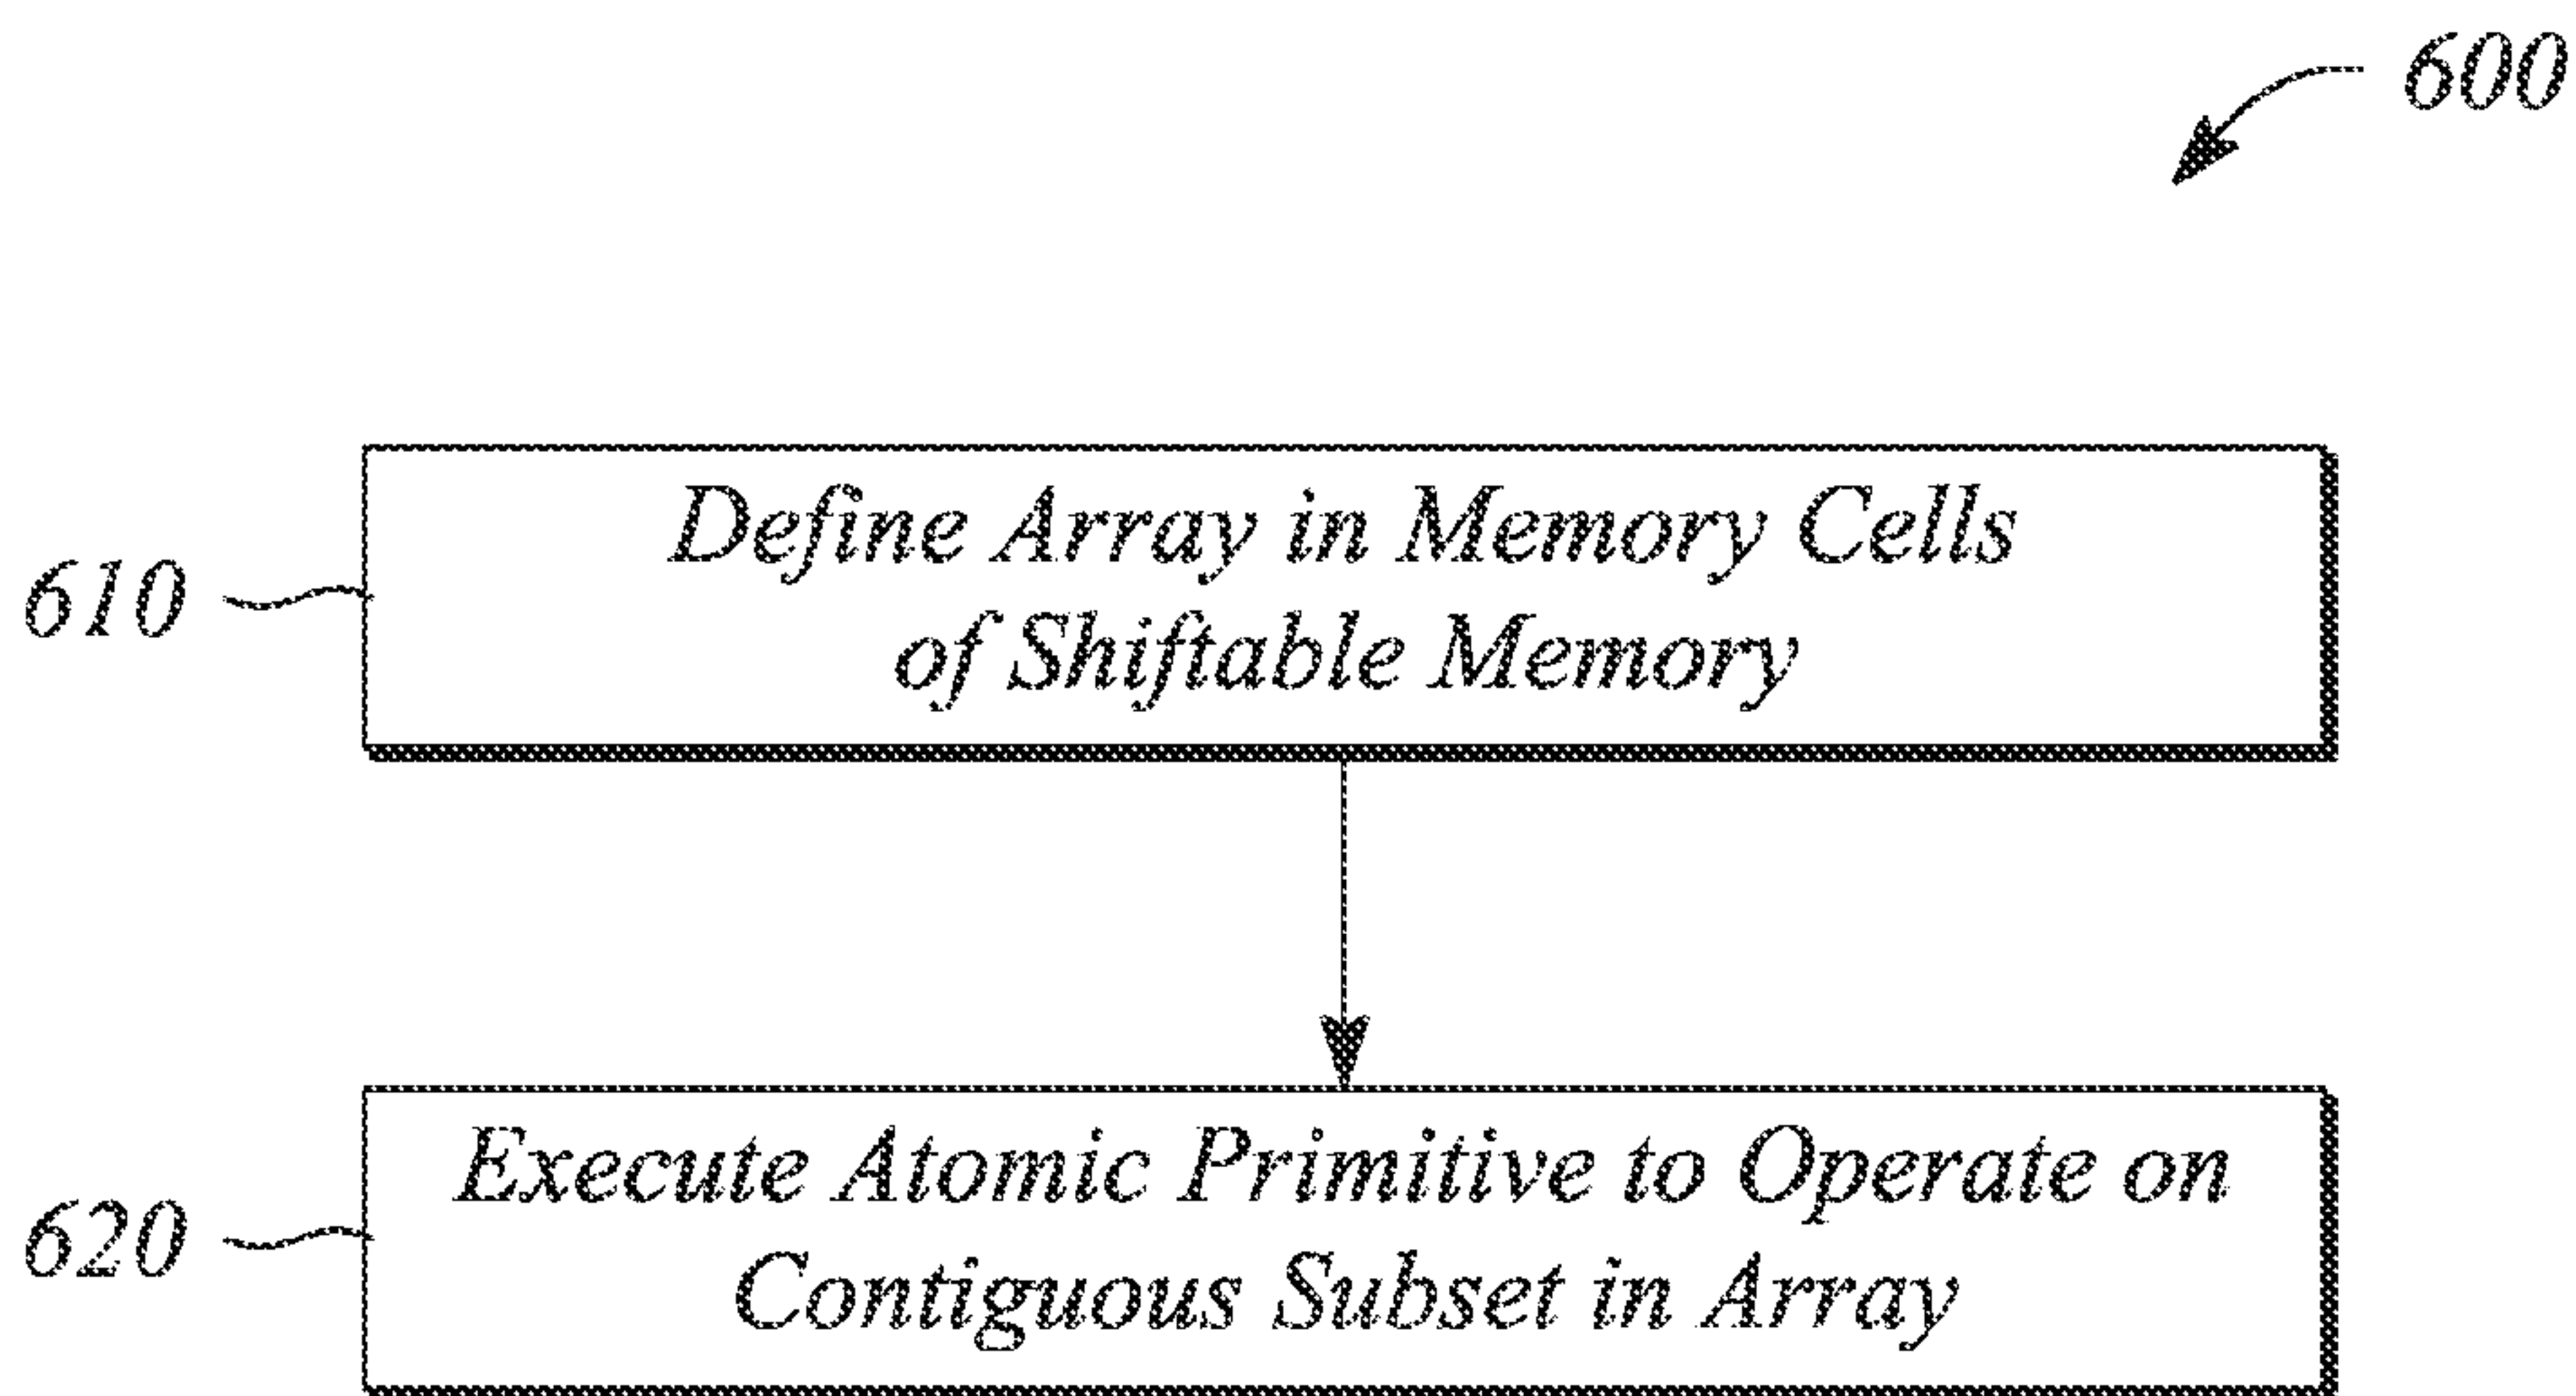 600
610
Define Array in Memory Cells
of Shiftable Memory
620
Execute Atomic Primitive to Operate on
Contiguous Subset in Array